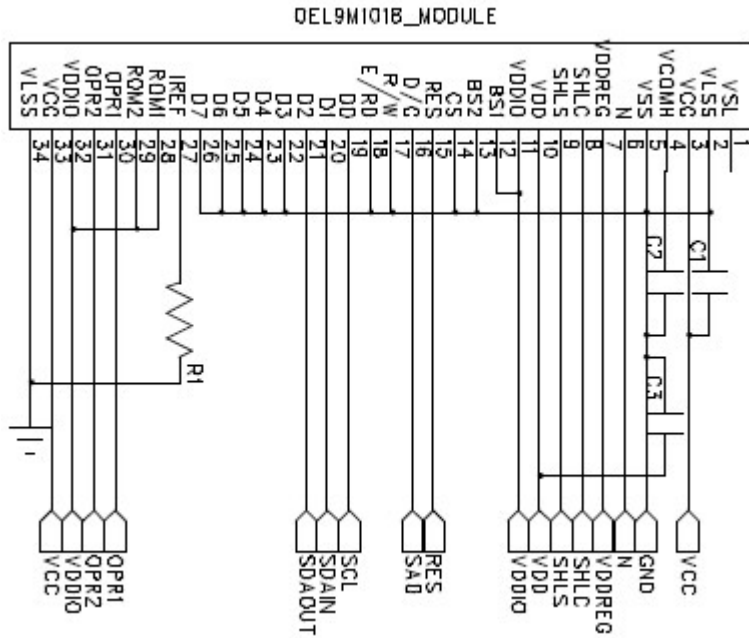 OEL9M1018_MODULE
VLSS
VCC
VDDIO
OPR2
OPR1
ROM2
ROM1
IREF
D7
D6
D5
D4
D3
D2
D1
D0
E/RD
R/W
D/C
RES
CS
BS2
BS1
VDDIO
VDD
SHLS
SHLC
VDDREG
N
VSS
VCOMH
VCC
VLSS
VSL
34
33
32
31
30
29
28
27
26
25
24
23
22
21
20
19
18
17
16
15
14
13
12
11
10
9
8
7
6
5
4
3
2
1
C2
C1
R1
C3
VCC
VDDIO
OPR2
OPR1
SDAOUT
SDAIN
SCL
SA0
RES
VDDIO
VDD
SHLS
SHLC
VDDREG
N
GND
VCC